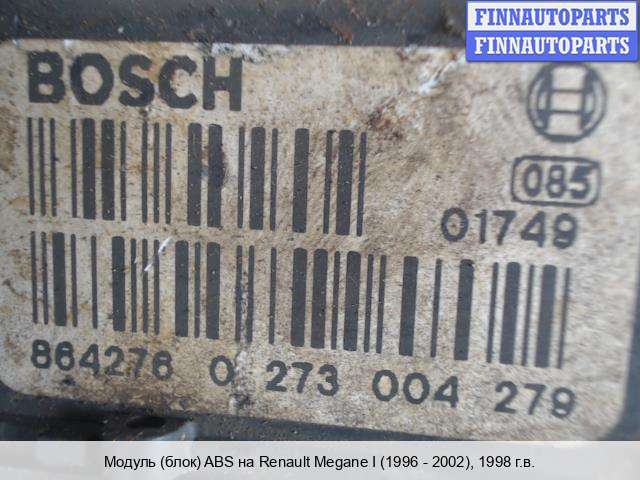 FINNAUTOPARTS
FINNAUTOPARTS
BOSCH
085
01749
864276 0 273 004 279
Модуль (блок) ABS на Renault Megane I (1996 - 2002), 1998 г.в.